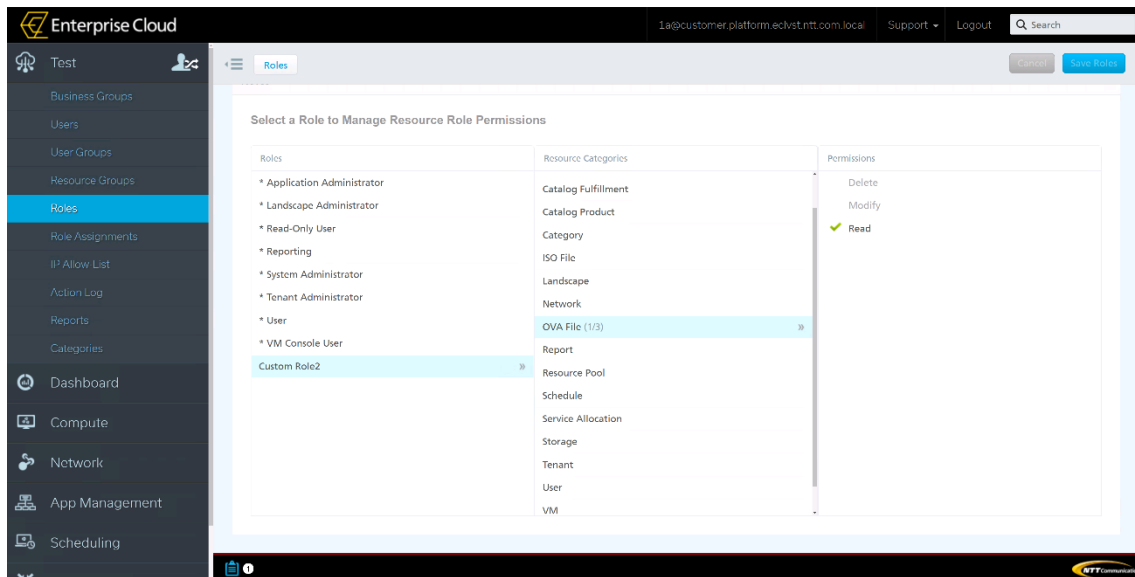 Enterprise Cloud
1a@customer.platform.eclvst.ntt.com.local
Support
Logout
Search
Test
Business Groups
Users
User Groups
Resource Groups
Roles
Role Assignments
IP Allow List
Action Log
Reports
Categories
Dashboard
Compute
Network
App Management
Scheduling
Roles
Cancel
Save Roles
Select a Role to Manage Resource Role Permissions
Roles
* Application Administrator
* Landscape Administrator
* Read-Only User
* Reporting
* System Administrator
* Tenant Administrator
* User
* VM Console User
Custom Role2 »
Resource Categories
Catalog Fulfillment
Catalog Product
Category
ISO File
Landscape
Network
OVA File (1/3) »
Report
Resource Pool
Schedule
Service Allocation
Storage
Tenant
User
VM
Permissions
Delete
Modify
Read
1
NTT Communicati